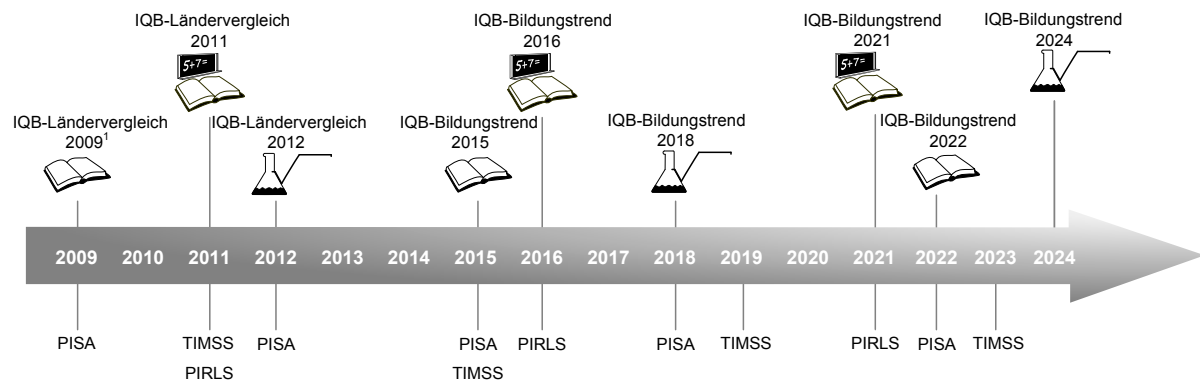 IQB-Ländervergleich
2011
5+7=
IQB-Bildungstrend
2016
5+7=
IQB-Bildungstrend
2021
5+7=
IQB-Bildungstrend
2024
IQB-Ländervergleich
2009¹
IQB-Ländervergleich
2012
IQB-Bildungstrend
2015
IQB-Bildungstrend
2018
IQB-Bildungstrend
2022
2009 2010 2011 2012 2013 2014 2015 2016 2017 2018 2019 2020 2021 2022 2023 2024
PISA TIMSS PISA PISA PIRLS PISA TIMSS PIRLS PISA TIMSS
PIRLS TIMSS